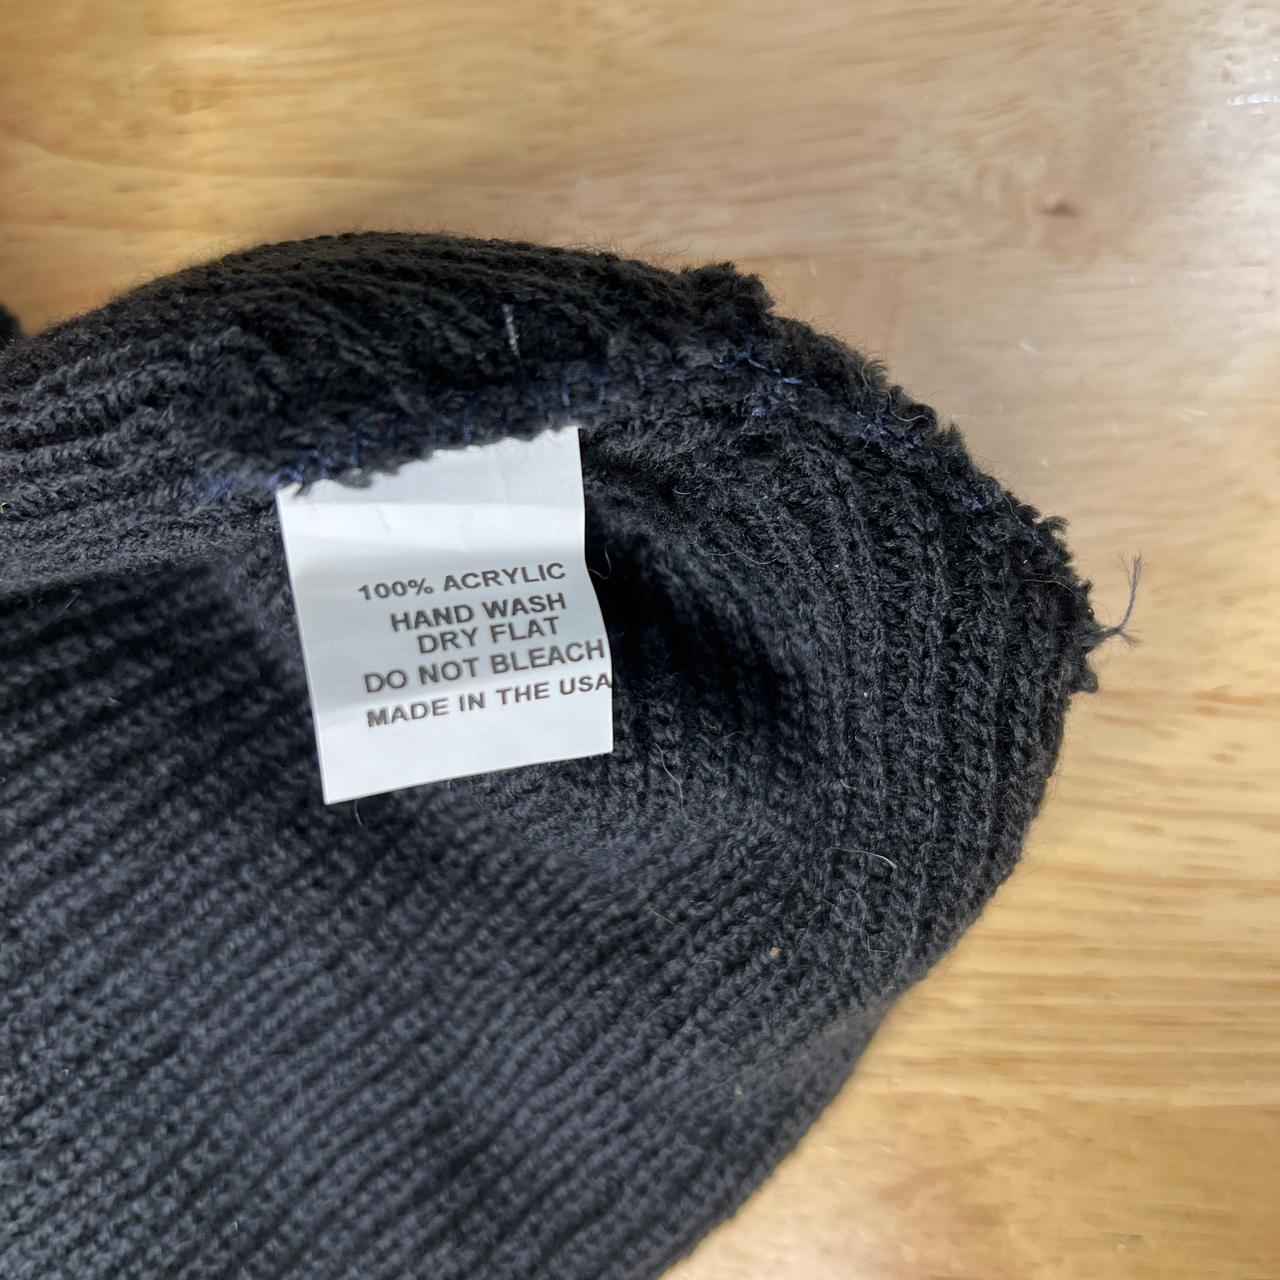 100% ACRYLIC
HAND WASH
DRY FLAT
DO NOT BLEACH
MADE IN THE USA